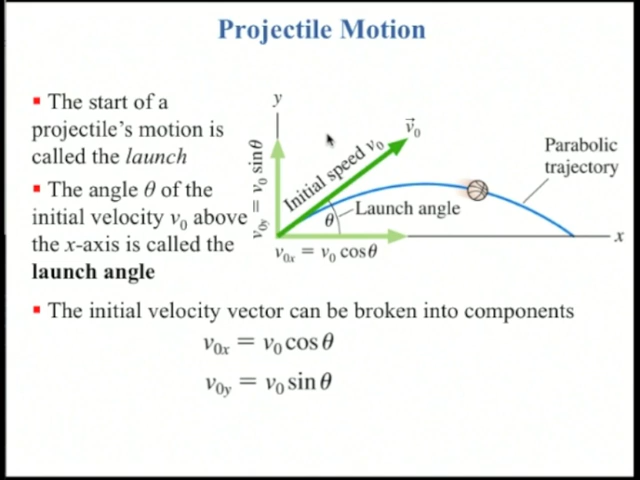 Projectile Motion
▪ The start of a
projectile's motion is
called the launch
▪ The angle θ of the
initial velocity v₀ above
the x-axis is called the
launch angle
y
v₀y = v₀ sinθ
Initial speed v₀
v⃗₀
θ
Launch angle
v₀ₓ = v₀ cosθ
Parabolic
trajectory
x
▪ The initial velocity vector can be broken into components
v₀ₓ = v₀ cos θ
v₀y = v₀ sin θ